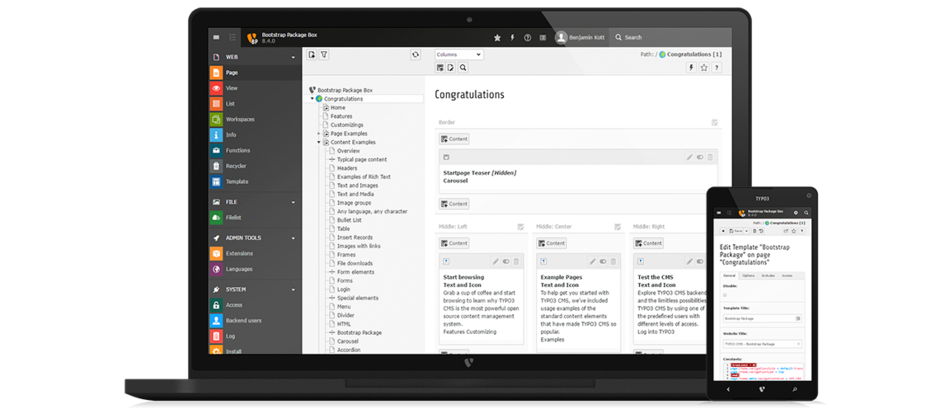 Bootstrap Package Box
8.4.0
Benjamin Kott
Search
WEB
Page
View
List
Workspaces
Info
Functions
Recycler
Template
FILE
Filelist
ADMIN TOOLS
Extensions
Languages
SYSTEM
Access
Backend users
Log
Install
Bootstrap Package Box
Congratulations
Home
Features
Customizings
Page Examples
Content Examples
Overview
Typical page content
Headers
Examples of Rich Text
Text and Images
Text and Media
Image groups
Any language, any character
Bullet List
Table
Insert Records
Images with links
Frames
File downloads
Form elements
Forms
Login
Special elements
Menu
Divider
HTML
Bootstrap Package
Carousel
Accordion
Columns
Path: / Congratulations [1]
Congratulations
Border
Content
Startpage Teaser [Hidden]
Carousel
Content
Middle: Left
Content
Start browsing
Text and Icon
Grab a cup of coffee and start
browsing to learn why TYPO3
CMS is the most powerful open
source content management
system.
Features Customizing
Content
Middle: Center
Content
Example Pages
Text and Icon
To help get you started with
TYPO3 CMS, we've included
usage examples of the
standard content elements
that have made TYPO3 CMS so
popular.
Examples
Content
Middle: Right
Content
Test the CMS
Text and Icon
Explore TYPO3 CMS backend
and the limitless possibilities
TYPO3 CMS by using one of
the predefined users with
different levels of access.
Log into TYPO3
Content
TYPO3
Bootstrap Package Box
8.4.0
Path: / Congratulations [1]
Save
Edit Template "Bootstrap
Package" on page
"Congratulations"
General
Options
Includes
Access
Disable:
Template Title:
Bootstrap Package
Website Title:
TYPO3 CMS - Bootstrap Package
Constants: